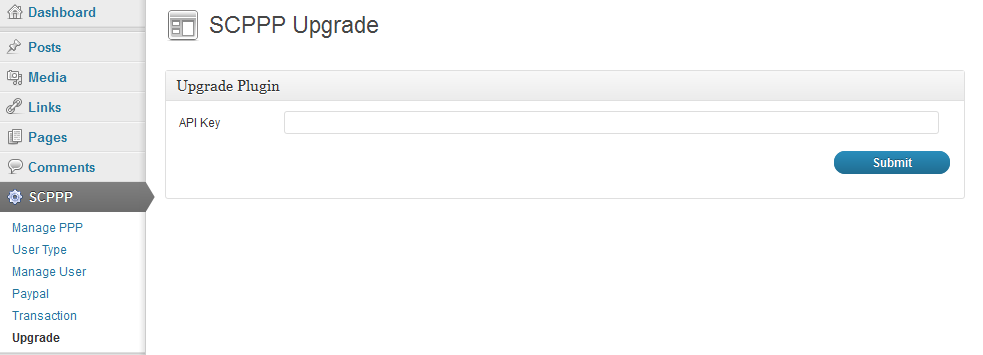 Dashboard
Posts
Media
Links
Pages
Comments
SCPPP
Manage PPP
User Type
Manage User
Paypal
Transaction
Upgrade
SCPPP Upgrade
Upgrade Plugin
API Key
Submit